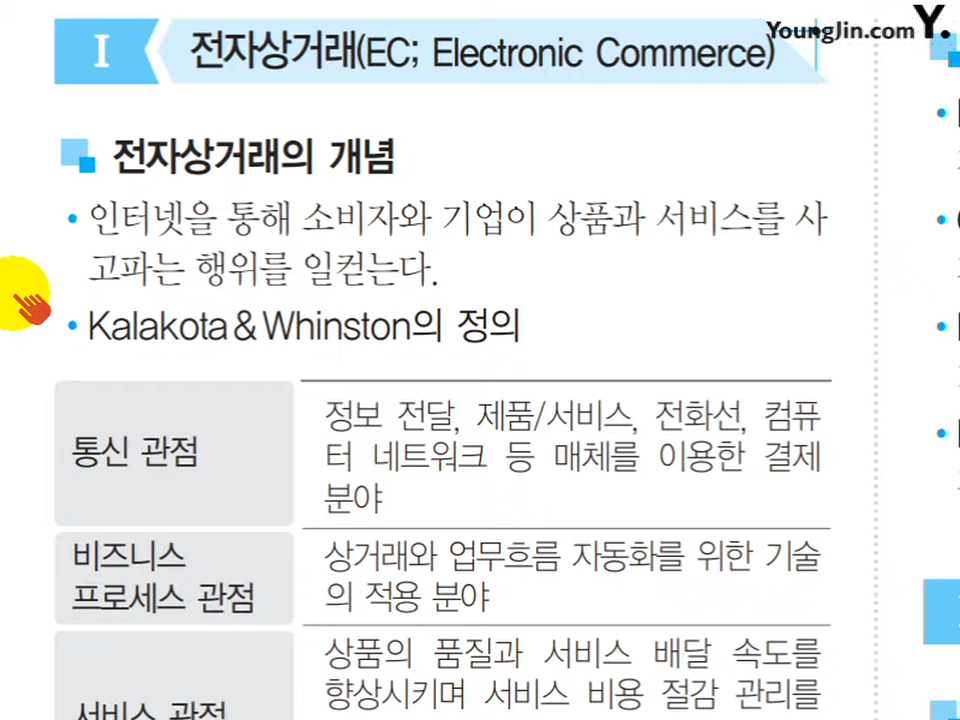 I 전자상거래(EC; Electronic Commerce)
YoungJin.com Y.
전자상거래의 개념
• 인터넷을 통해 소비자와 기업이 상품과 서비스를 사
고파는 행위를 일컫는다.
• Kalakota & Whinston의 정의
통신 관점
정보 전달, 제품/서비스, 전화선, 컴퓨
터 네트워크 등 매체를 이용한 결제
분야
비즈니스
프로세스 관점
상거래와 업무흐름 자동화를 위한 기술
의 적용 분야
서비스 관점
상품의 품질과 서비스 배달 속도를
향상시키며 서비스 비용 절감 관리를